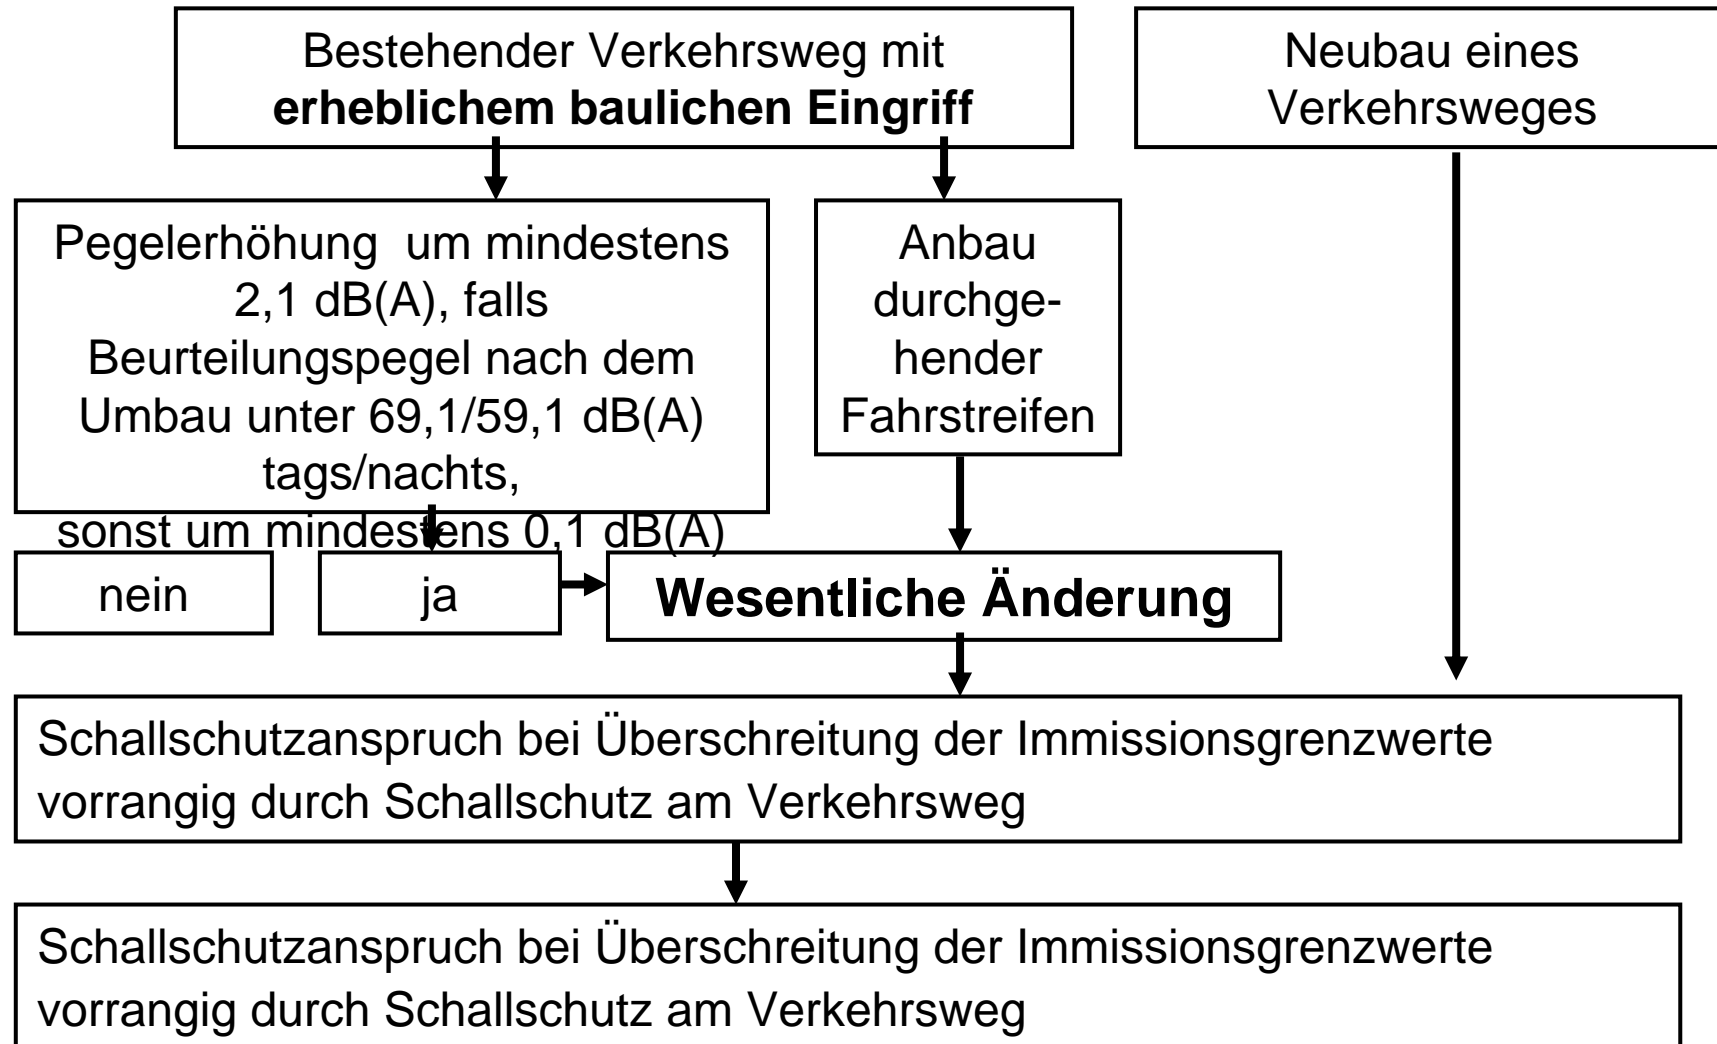 Bestehender Verkehrsweg mit
erheblichem baulichen Eingriff
Neubau eines
Verkehrsweges
Pegelerhöhung  um mindestens
2,1 dB(A), falls
Beurteilungspegel nach dem
Umbau unter 69,1/59,1 dB(A)
tags/nachts,
sonst um mindestens 0,1 dB(A)
Anbau
durchge-
hender
Fahrstreifen
nein
ja
Wesentliche Änderung
Schallschutzanspruch bei Überschreitung der Immissionsgrenzwerte
vorrangig durch Schallschutz am Verkehrsweg
Schallschutzanspruch bei Überschreitung der Immissionsgrenzwerte
vorrangig durch Schallschutz am Verkehrsweg